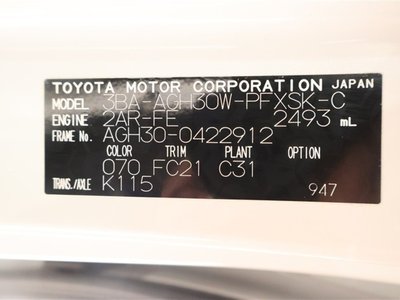 TOYOTA MOTOR CORPORATION JAPAN
MODEL 3BA-AGH30W-PFXSK-C
ENGINE 2AR-FE 2493 mL
FRAME No. AGH30-0422912
COLOR TRIM PLANT OPTION
070 FC21 C31
TRANS./AXLE K115
947